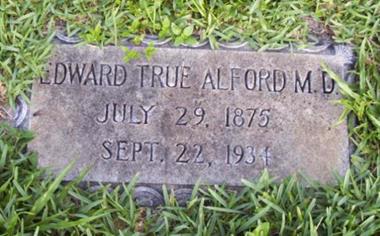 EDWARD TRUE ALFORD M.D.
JULY 29, 1875
SEPT. 22, 1934